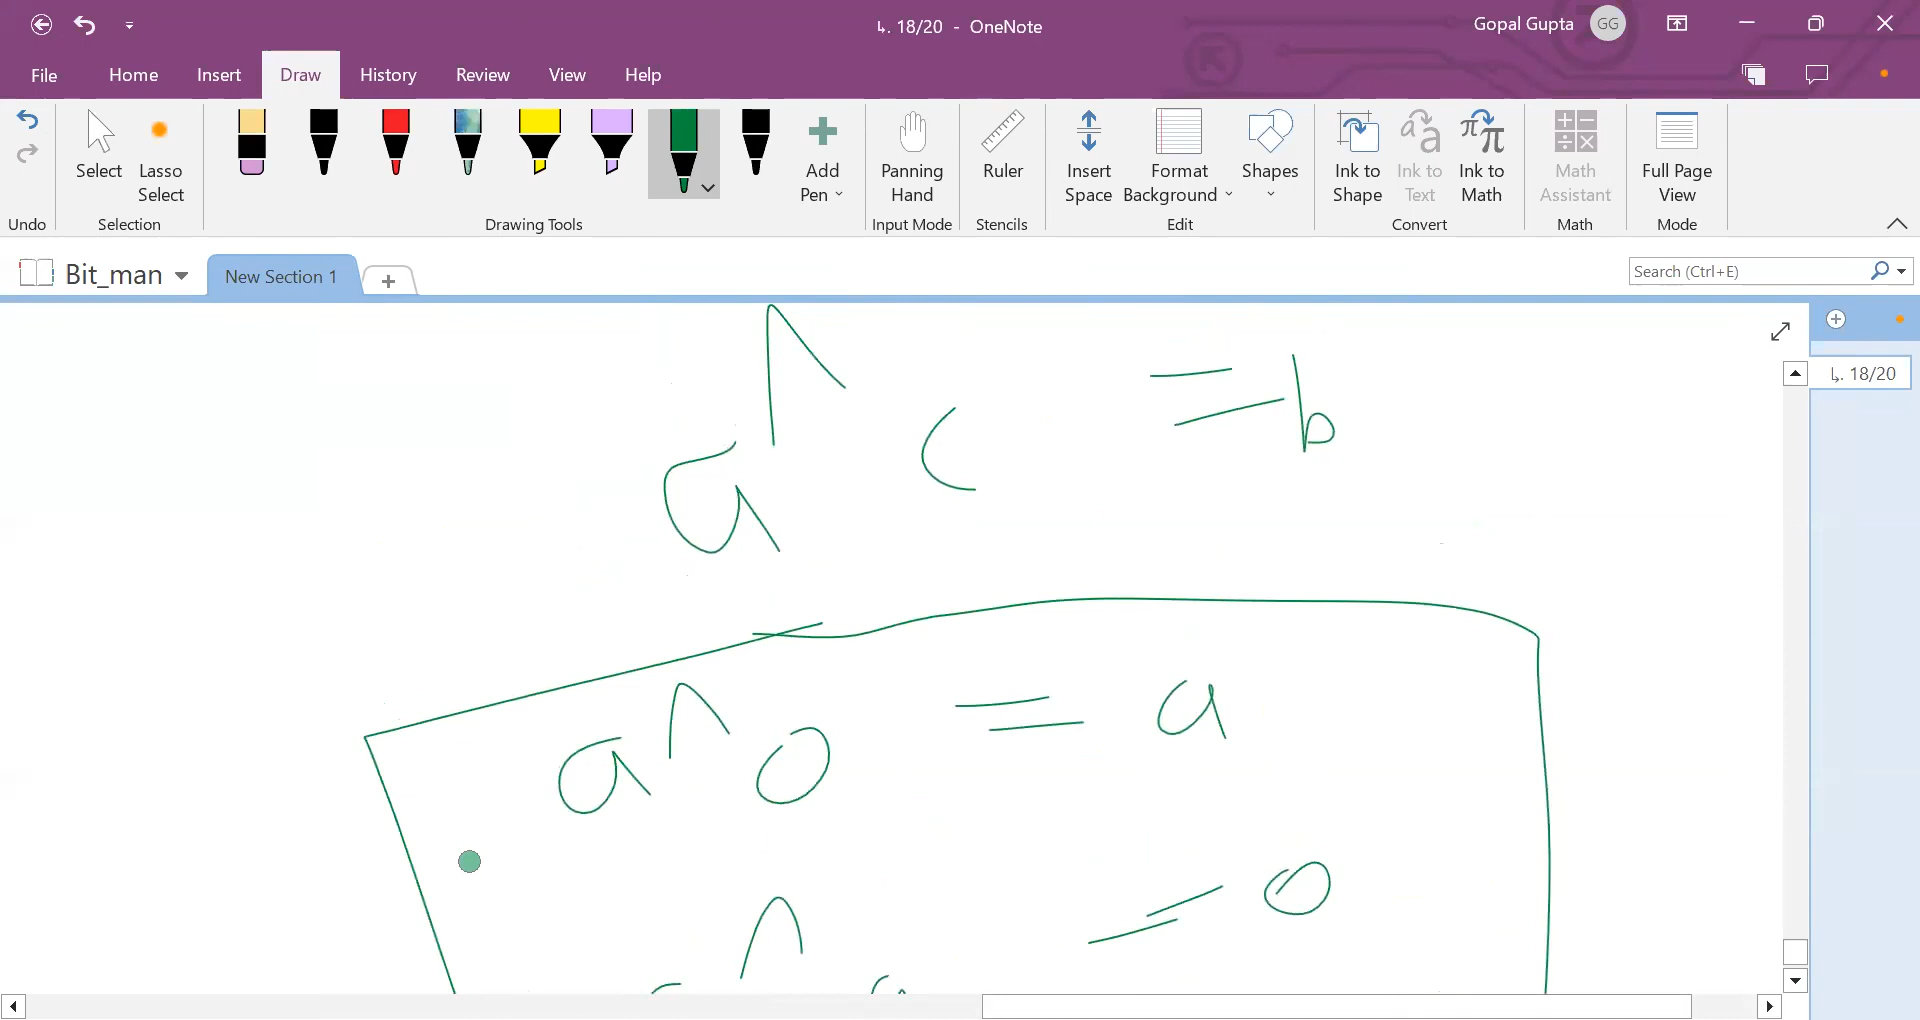 ↳. 18/20 - OneNote
Gopal Gupta GG
File Home Insert Draw History Review View Help
Select
Lasso Select
Add Pen
Panning Hand
Ruler
Insert Space
Format Background
Shapes
Ink to Shape
Ink to Text
Ink to Math
Math Assistant
Full Page View
Undo Selection Drawing Tools Input Mode Stencils Edit Convert Math Mode
Bit_man New Section 1 Search (Ctrl+E)
↳. 18/20
a ^ c = b
a ^ 0 = a
a ^ a = 0